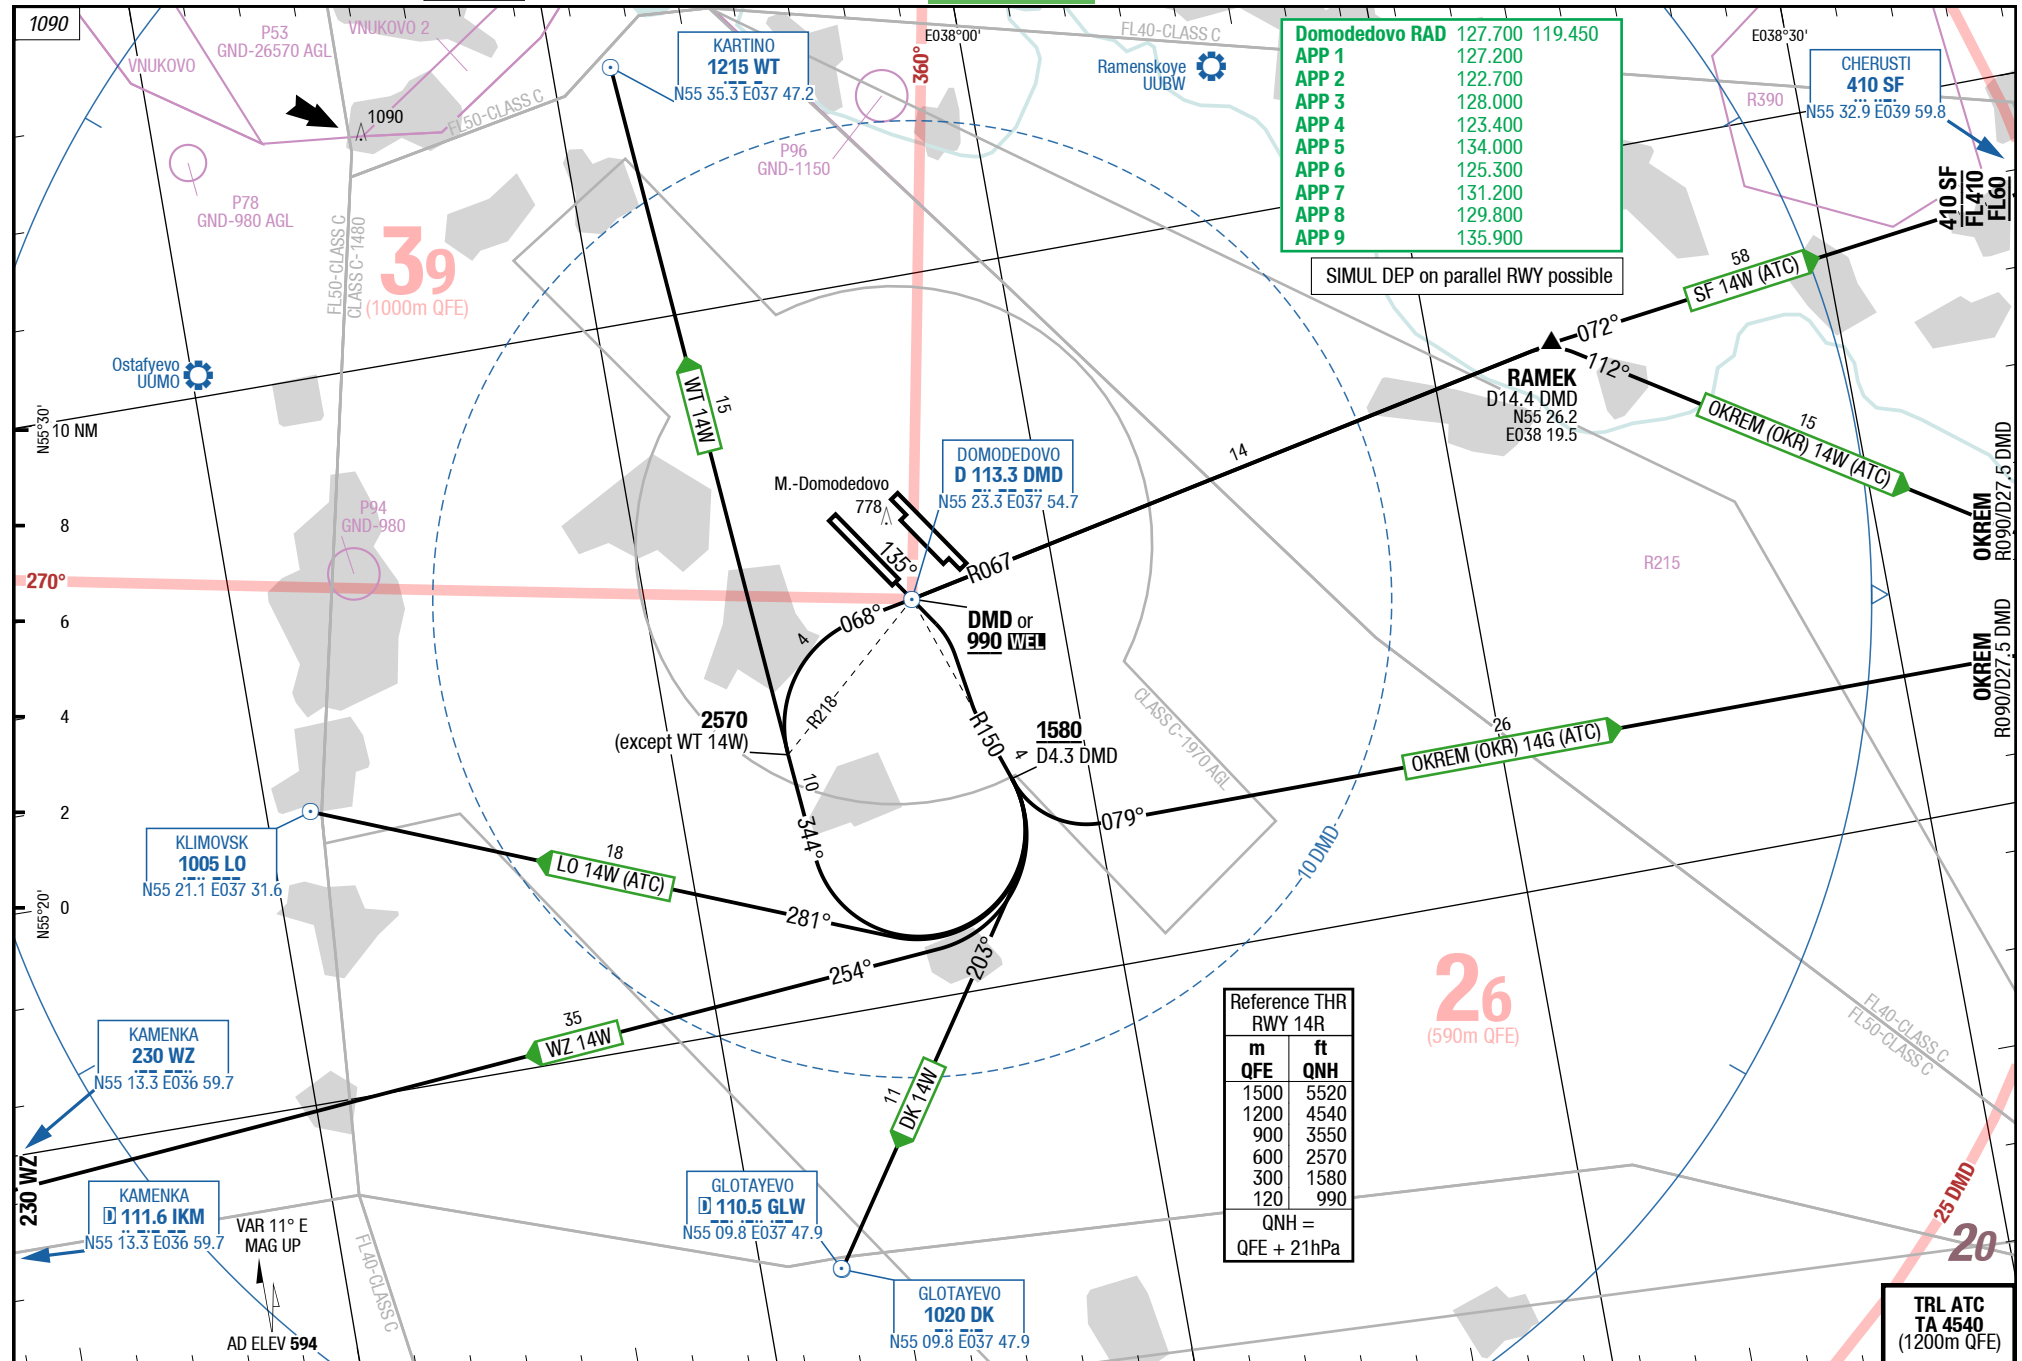 1090
P53
GND-26570 AGL
VNUKOVO 2
VNUKOVO
KARTINO
1215 WT
N55 35.3 E037 47.2
360°
E038°00'
FL40-CLASS C
Ramenskoye
UUBW
Domodedovo RAD 127.700 119.450
APP 1 127.200
APP 2 122.700
APP 3 128.000
APP 4 123.400
APP 5 134.000
APP 6 125.300
APP 7 131.200
APP 8 129.800
APP 9 135.900
SIMUL DEP on parallel RWY possible
E038°30'
R390
CHERUSTI
410 SF
N55 32.9 E039 59.8
410 SF
FL410
FL60
1090
FL50-CLASS C
P96
GND-1150
P78
GND-980 AGL
FL50-CLASS C
CLASS C-1480
39
(1000m QFE)
58
SF 14W (ATC)
072°
112°
RAMEK
D14.4 DMD
N55 26.2
E038 19.5
15
OKREM (OKR) 14W (ATC)
OKREM
R090/D27.5 DMD
Ostafyevo
UUMO
N55°30'
10 NM
15
WT 14W
14
DOMODEDOVO
D 113.3 DMD
N55 23.3 E037 54.7
M.-Domodedovo
778
135°
R067
P94
GND-980
8
R215
270°
6
068°
4
DMD or
990 WEL
R218
R150
4
OKREM
R090/D27.5 DMD
4
2570
(except WT 14W)
1580
D4.3 DMD
CLASS C-1970 AGL
26
OKREM (OKR) 14G (ATC)
079°
10
344°
2
KLIMOVSK
1005 LO
N55 21.1 E037 31.6
18
LO 14W (ATC)
281°
10 DMD
N55°20'
0
254°
203°
35
WZ 14W
KAMENKA
230 WZ
N55 13.3 E036 59.7
26
(590m QFE)
FL40-CLASS C
FL50-CLASS C
Reference THR
RWY 14R
m ft
QFE QNH
1500 5520
1200 4540
900 3550
600 2570
300 1580
120 990
QNH =
QFE + 21hPa
11
DK 14W
230 WZ
KAMENKA
D 111.6 IKM
N55 13.3 E036 59.7
VAR 11° E
MAG UP
AD ELEV 594
FL40-CLASS C
GLOTAYEVO
D 110.5 GLW
N55 09.8 E037 47.9
GLOTAYEVO
1020 DK
N55 09.8 E037 47.9
25 DMD
20
TRL ATC
TA 4540
(1200m QFE)